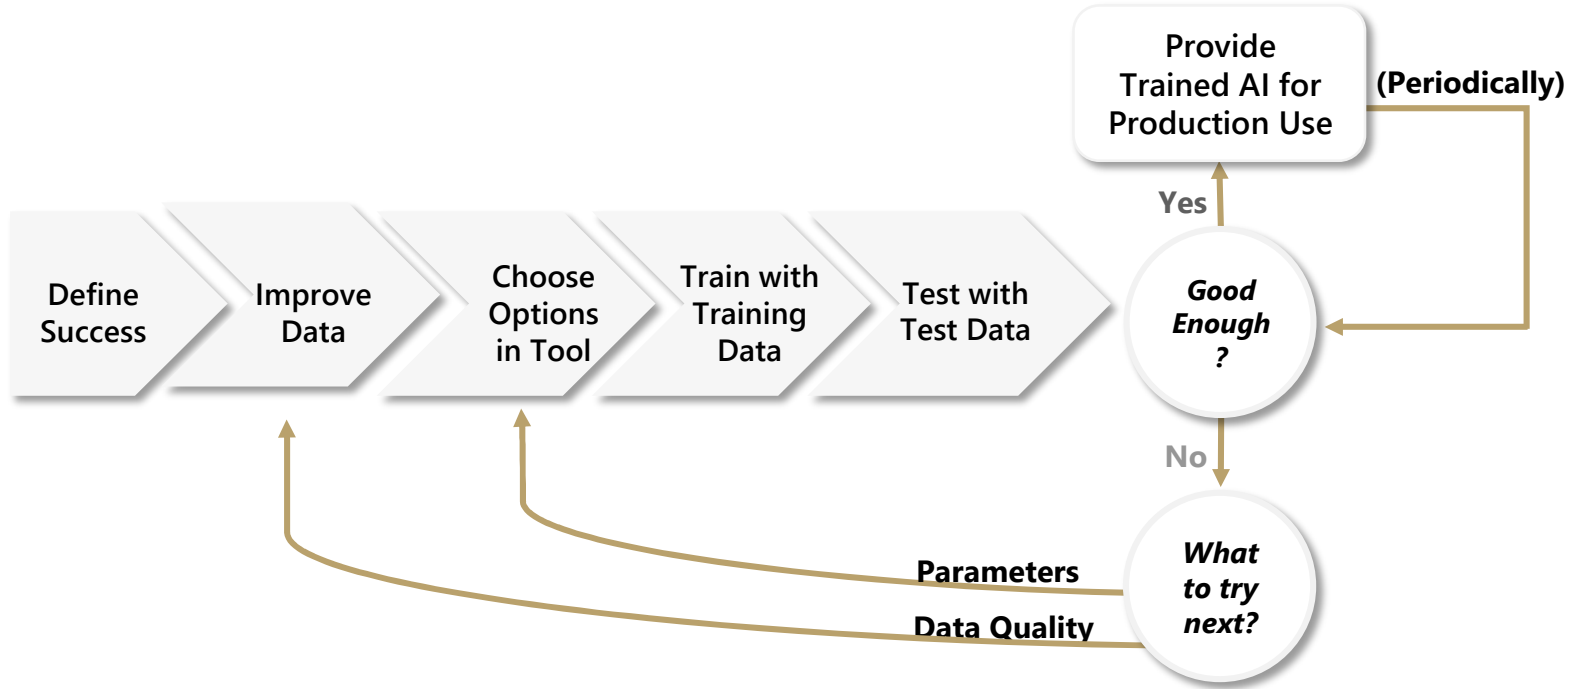 Provide
Trained AI for
Production Use
(Periodically)
Yes
Define
Success
Improve
Data
Choose
Options
in Tool
Train with
Training
Data
Test with
Test Data
Good
Enough
?
No
What
to try
next?
Parameters
Data Quality